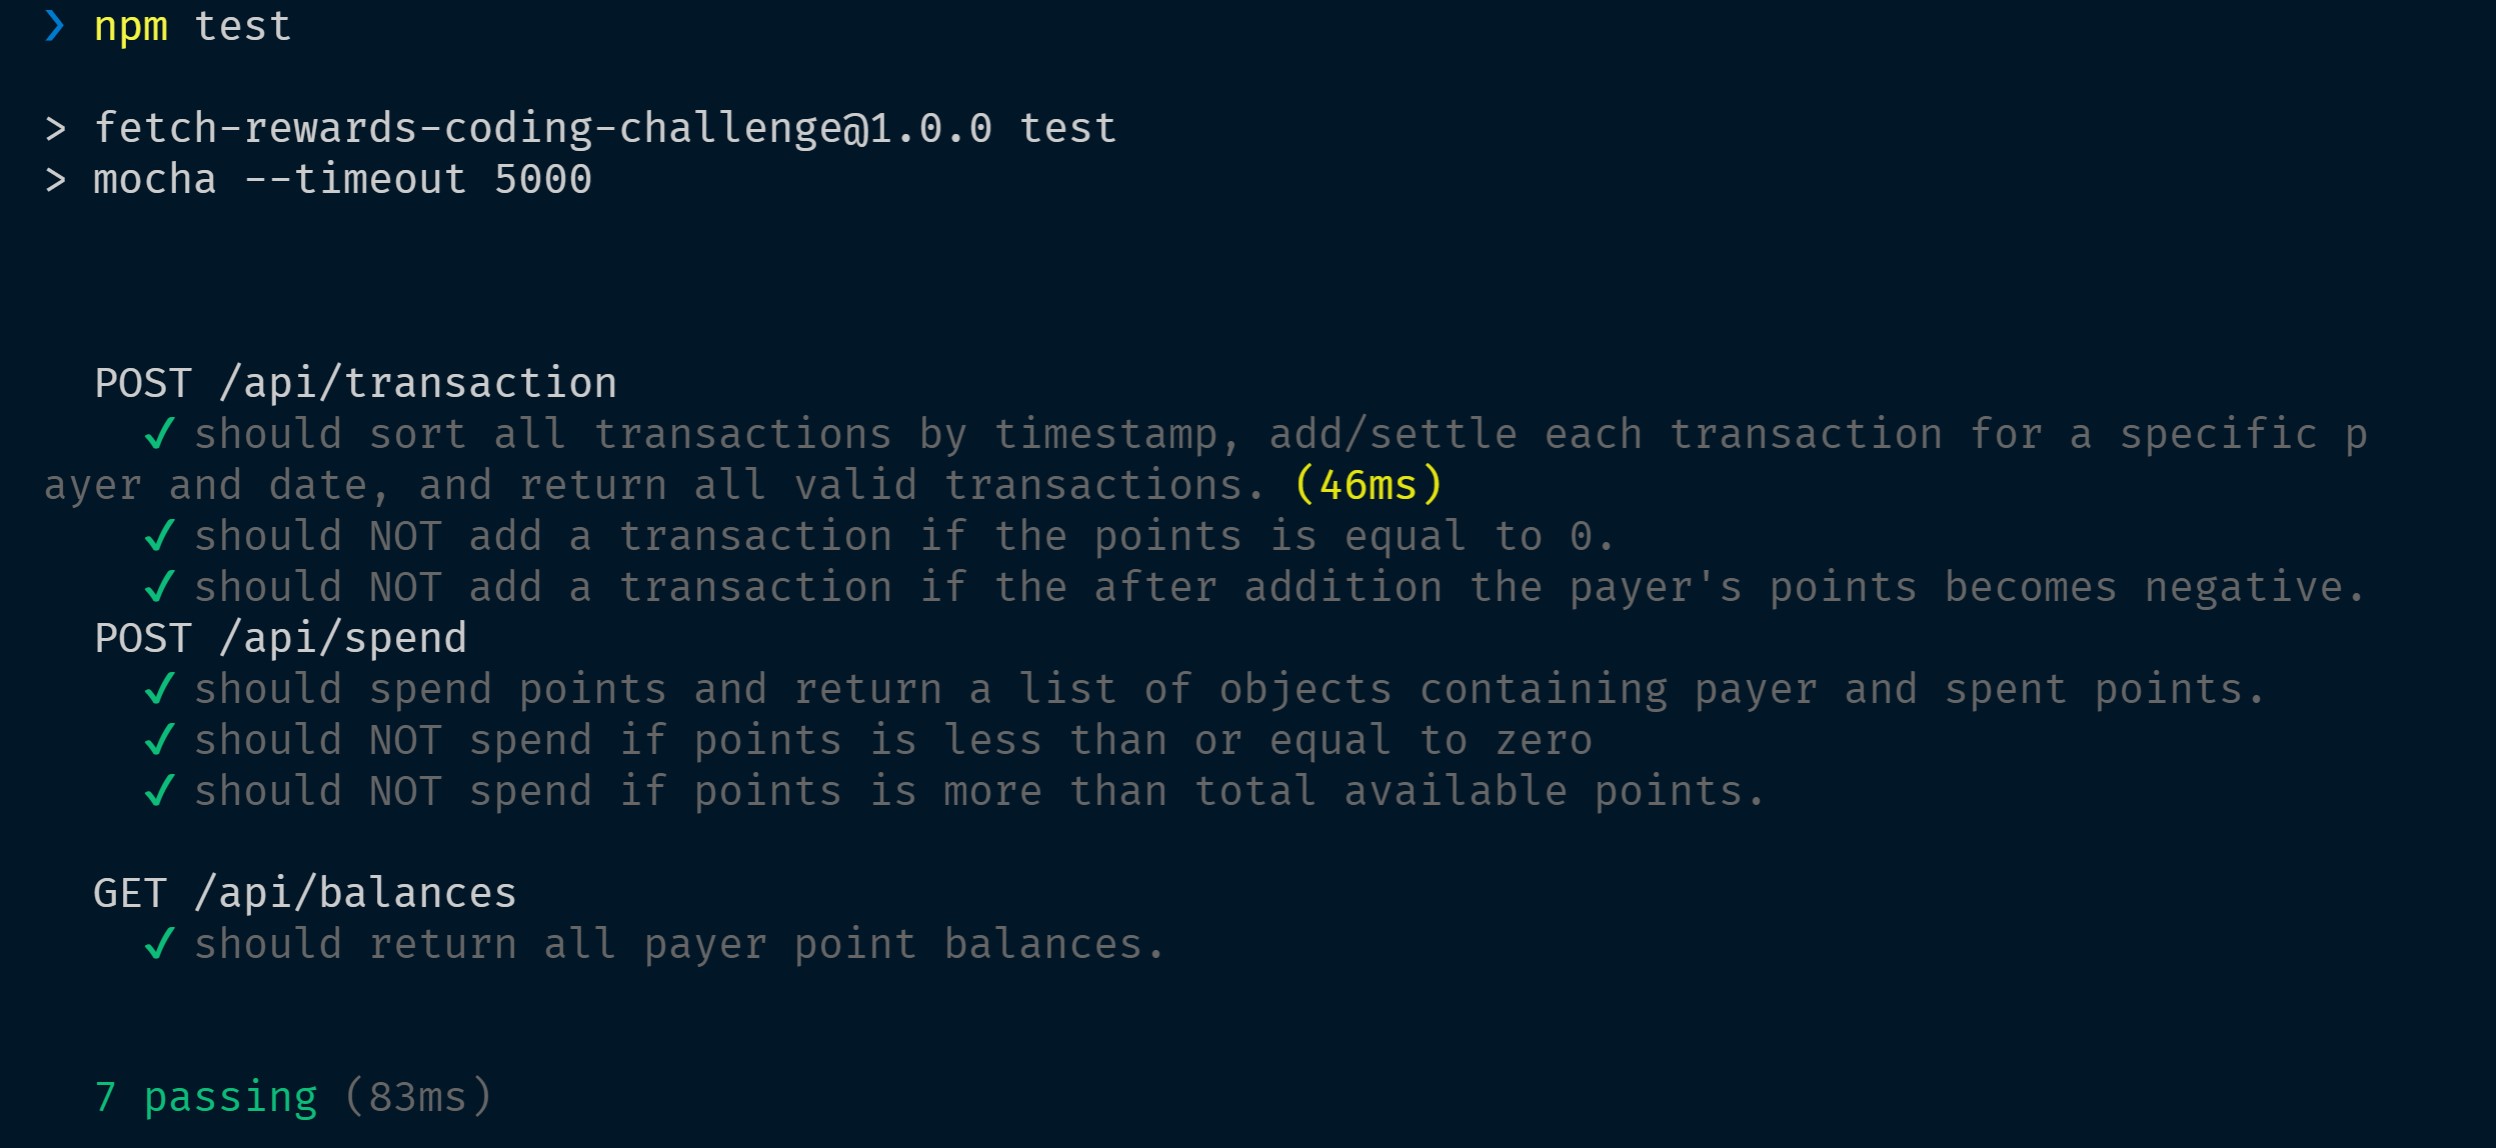 ❯ npm test
> fetch-rewards-coding-challenge@1.0.0 test
> mocha --timeout 5000
POST /api/transaction
✓ should sort all transactions by timestamp, add/settle each transaction for a specific p
ayer and date, and return all valid transactions. (46ms)
✓ should NOT add a transaction if the points is equal to 0.
✓ should NOT add a transaction if the after addition the payer's points becomes negative.
POST /api/spend
✓ should spend points and return a list of objects containing payer and spent points.
✓ should NOT spend if points is less than or equal to zero
✓ should NOT spend if points is more than total available points.
GET /api/balances
✓ should return all payer point balances.
7 passing (83ms)